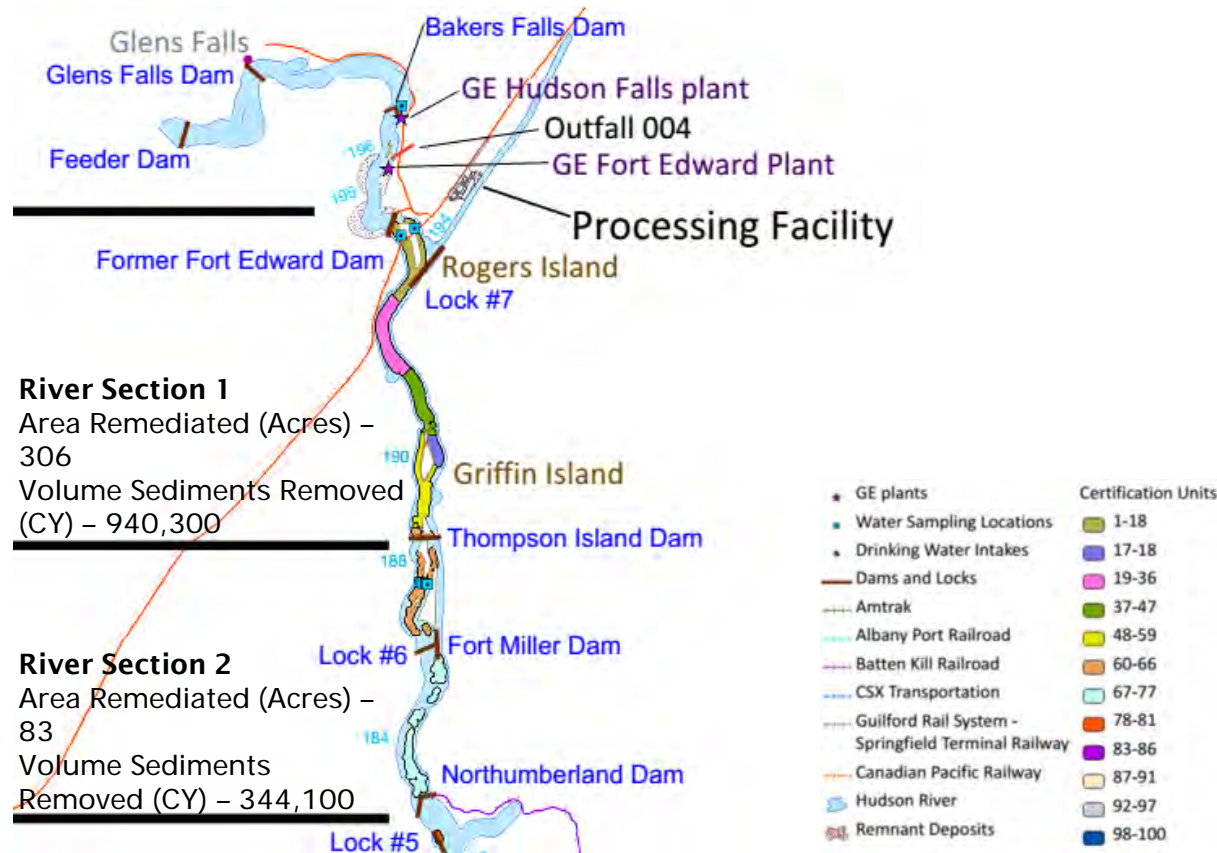 Glens Falls
Glens Falls Dam
Feeder Dam
Bakers Falls Dam
GE Hudson Falls plant
Outfall 004
GE Fort Edward Plant
196
195
194
Processing Facility
Former Fort Edward Dam
Rogers Island
Lock #7
River Section 1
Area Remediated (Acres) –
306
Volume Sediments Removed
(CY) – 940,300
190
Griffin Island
Thompson Island Dam
188
Lock #6
Fort Miller Dam
River Section 2
Area Remediated (Acres) –
83
Volume Sediments
Removed (CY) – 344,100
184
Northumberland Dam
Lock #5
GE plants
Water Sampling Locations
Drinking Water Intakes
Dams and Locks
Amtrak
Albany Port Railroad
Batten Kill Railroad
CSX Transportation
Guilford Rail System -
Springfield Terminal Railway
Canadian Pacific Railway
Hudson River
Remnant Deposits
Certification Units
1-18
17-18
19-36
37-47
48-59
60-66
67-77
78-81
83-86
87-91
92-97
98-100